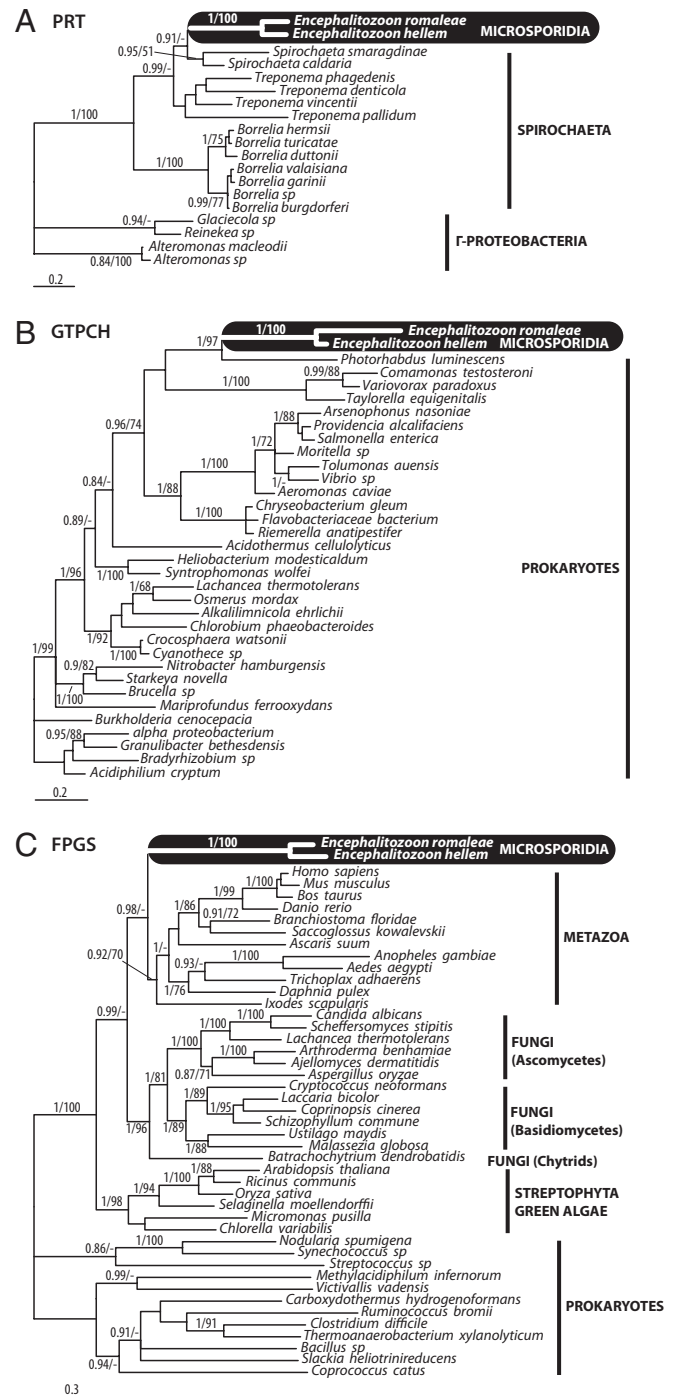 A PRT
1/100
Encephalitozoon romaleae
Encephalitozoon hellem
MICROSPORIDIA
0.91/-
0.95/51
Spirochaeta smaragdinae
Spirochaeta caldaria
0.99/-
Treponema phagedenis
Treponema denticola
Treponema vincentii
Treponema pallidum
1/100
SPIROCHAETA
Borrelia hermsii
1/75
Borrelia turicatae
Borrelia duttonii
1/100
Borrelia valaisiana
Borrelia garinii
Borrelia sp
0.99/77
Borrelia burgdorferi
Glaciecola sp
0.94/-
Reinekea sp
Γ-PROTEOBACTERIA
Alteromonas macleodii
0.84/100
Alteromonas sp
0.2
B GTPCH
1/100
Encephalitozoon romaleae
Encephalitozoon hellem
MICROSPORIDIA
1/97
Photorhabdus luminescens
0.99/88
Comamonas testosteroni
1/100
Variovorax paradoxus
Taylorella equigenitalis
0.96/74
1/88
Arsenophonus nasoniae
Providencia alcalifaciens
Salmonella enterica
1/72
Moritella sp
1/100
Tolumonas auensis
1/-
Vibrio sp
1/88
Aeromonas caviae
0.84/-
1/100
Chryseobacterium gleum
Flavobacteriaceae bacterium
Riemerella anatipestifer
0.89/-
Acidothermus cellulolyticus
PROKARYOTES
Heliobacterium modesticaldum
1/100
Syntrophomonas wolfei
1/96
1/68
Lachancea thermotolerans
Osmerus mordax
Alkalilimnicola ehrlichii
Chlorobium phaeobacteroides
1/92
Crocosphaera watsonii
1/100
Cyanothece sp
1/99
0.9/82
Nitrobacter hamburgensis
Starkeya novella
1/100
Brucella sp
Mariprofundus ferrooxydans
Burkholderia cenocepacia
0.95/88
alpha proteobacterium
Granulibacter bethesdensis
Bradyrhizobium sp
Acidiphilium cryptum
0.2
C FPGS
1/100
Encephalitozoon romaleae
Encephalitozoon hellem
MICROSPORIDIA
1/100
Homo sapiens
Mus musculus
1/99
Bos taurus
0.98/-
1/86
Danio rerio
0.91/72
Branchiostoma floridae
Saccoglossus kowalevskii
METAZOA
1/-
Ascaris suum
0.92/70
0.93/-
1/100
Anopheles gambiae
Aedes aegypti
Trichoplax adhaerens
1/76
Daphnia pulex
Ixodes scapularis
0.99/-
1/100
Candida albicans
1/100
Scheffersomyces stipitis
Lachancea thermotolerans
1/100
1/100
Arthroderma benhamiae
Ajellomyces dermatitidis
0.87/71
Aspergillus oryzae
FUNGI
(Ascomycetes)
1/81
Cryptococcus neoformans
1/89
Laccaria bicolor
1/95
Coprinopsis cinerea
Schizophyllum commune
1/89
Ustilago maydis
1/88
Malassezia globosa
FUNGI
(Basidiomycetes)
1/96
Batrachochytrium dendrobatidis
FUNGI (Chytrids)
1/100
1/88
Arabidopsis thaliana
1/100
Ricinus communis
1/94
Oryza sativa
Selaginella moellendorffii
1/98
Micromonas pusilla
Chlorella variabilis
STREPTOPHYTA
GREEN ALGAE
1/100
Nodularia spumigena
0.86/-
Synechococcus sp
Streptococcus sp
0.99/-
Methylacidiphilum infernorum
Victivallis vadensis
Carboxydothermus hydrogenoformans
PROKARYOTES
Ruminococcus bromii
1/91
Clostridium difficile
0.91/-
Thermoanaerobacterium xylanolyticum
Bacillus sp
0.94/-
Slackia heliotrinireducens
Coprococcus catus
0.3